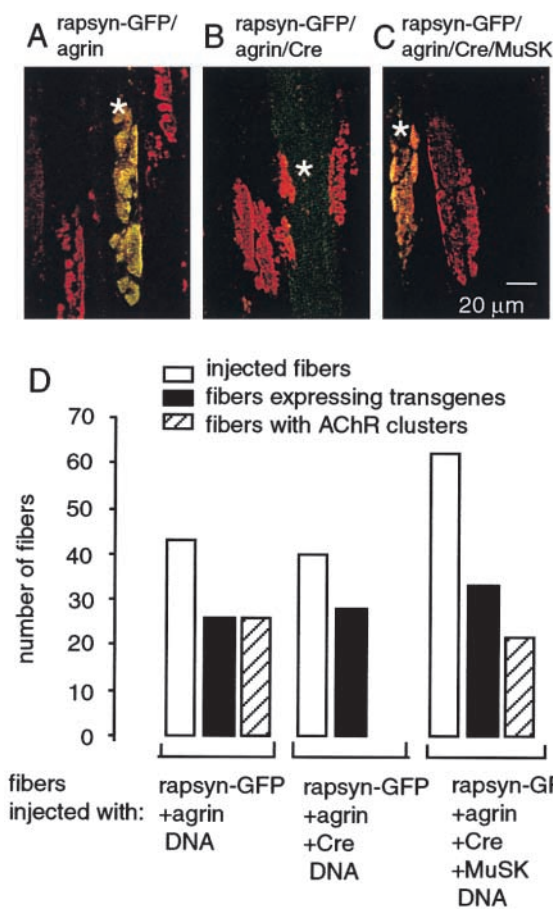 A rapsyn-GFP/
agrin
B rapsyn-GFP/
agrin/Cre
C rapsyn-GFP/
agrin/Cre/MuSK
*
*
*
20 µm
D
injected fibers
fibers expressing transgenes
fibers with AChR clusters
number of fibers
70
60
50
40
30
20
10
0
fibers
injected with:
rapsyn-GFP
+agrin
DNA
rapsyn-GFP
+agrin
+Cre
DNA
rapsyn-GF
+agrin
+Cre
+MuSK
DNA